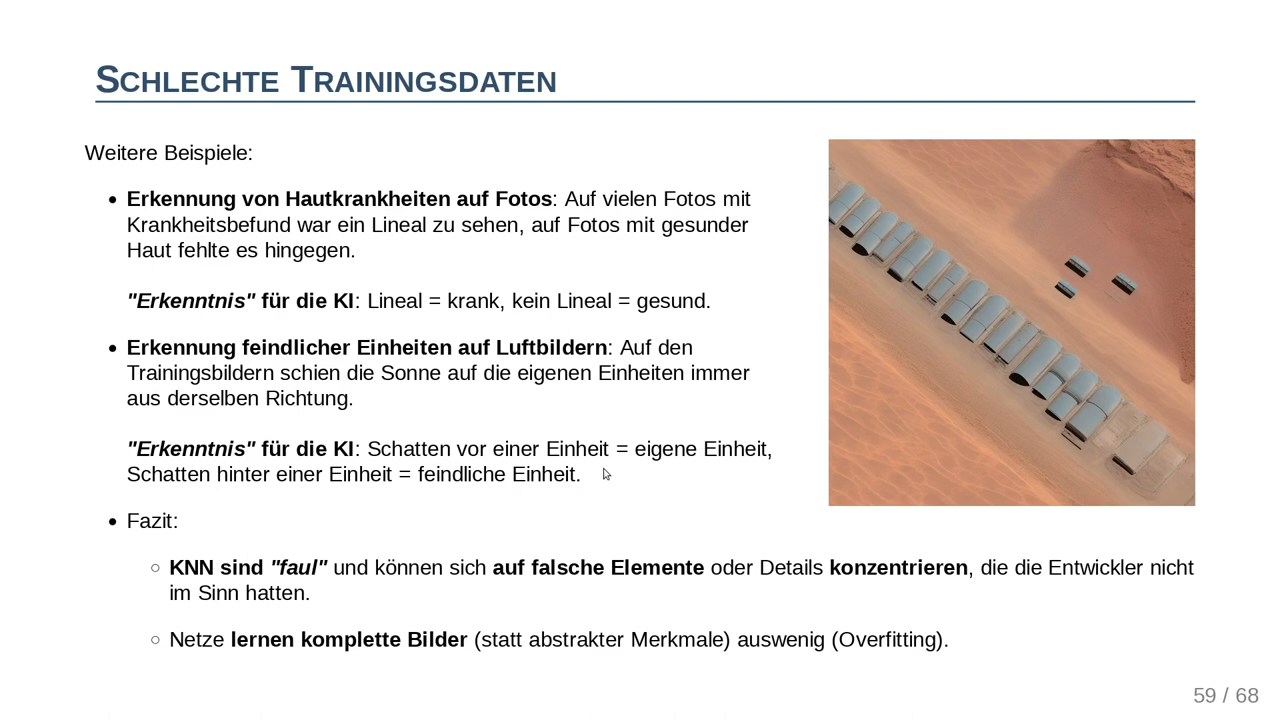 SCHLECHTE TRAININGSDATEN
Weitere Beispiele:
• Erkennung von Hautkrankheiten auf Fotos: Auf vielen Fotos mit
Krankheitsbefund war ein Lineal zu sehen, auf Fotos mit gesunder
Haut fehlte es hingegen.
"Erkenntnis" für die KI: Lineal = krank, kein Lineal = gesund.
• Erkennung feindlicher Einheiten auf Luftbildern: Auf den
Trainingsbildern schien die Sonne auf die eigenen Einheiten immer
aus derselben Richtung.
"Erkenntnis" für die KI: Schatten vor einer Einheit = eigene Einheit,
Schatten hinter einer Einheit = feindliche Einheit.
• Fazit:
○ KNN sind "faul" und können sich auf falsche Elemente oder Details konzentrieren, die die Entwickler nicht
im Sinn hatten.
○ Netze lernen komplette Bilder (statt abstrakter Merkmale) auswenig (Overfitting).
59 / 68